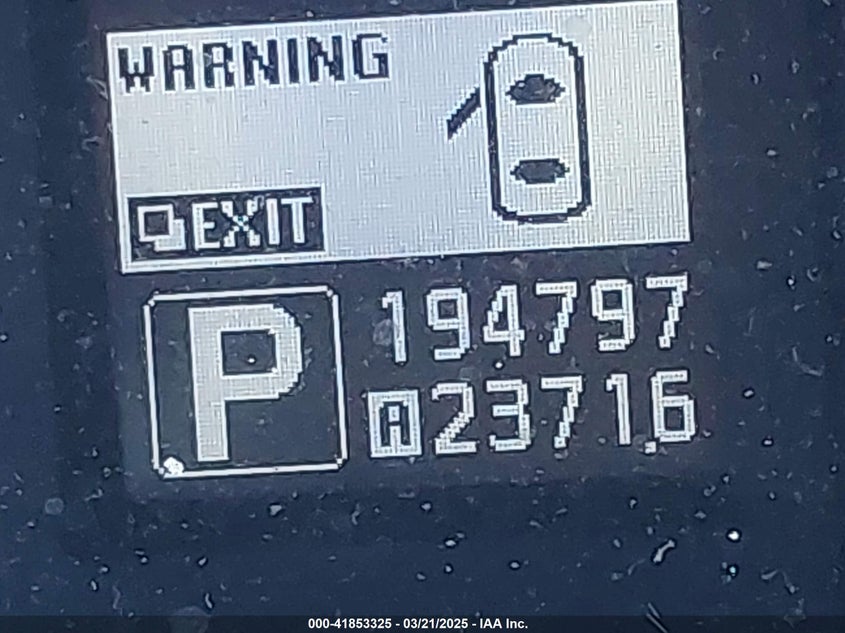 WARNING
EXIT
P
194797
A 2371.6
000-41853325 - 03/21/2025 - IAA Inc.